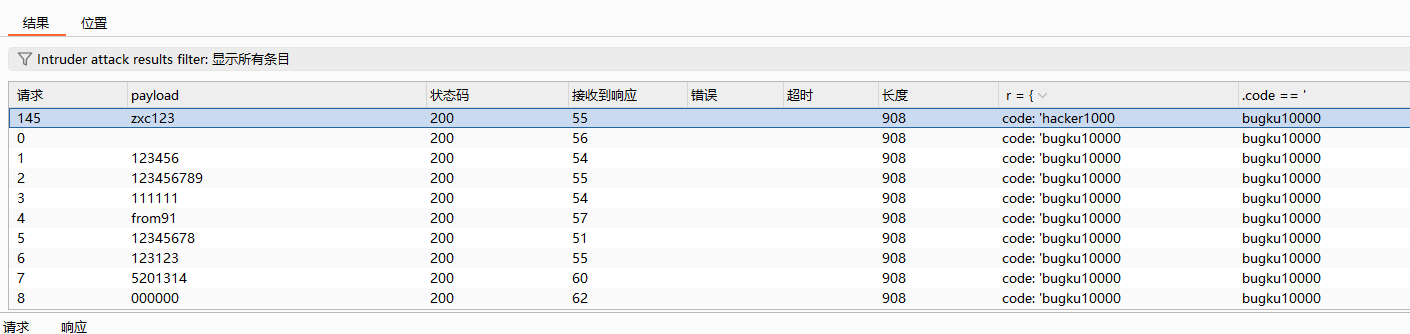 结果 位置
Intruder attack results filter: 显示所有条目
请求 payload 状态码 接收到响应 错误 超时 长度 r = { .code == '
145 zxc123 200 55 908 code: 'hacker1000 bugku10000
0 200 56 908 code: 'bugku10000 bugku10000
1 123456 200 54 908 code: 'bugku10000 bugku10000
2 123456789 200 55 908 code: 'bugku10000 bugku10000
3 111111 200 54 908 code: 'bugku10000 bugku10000
4 from91 200 57 908 code: 'bugku10000 bugku10000
5 12345678 200 51 908 code: 'bugku10000 bugku10000
6 123123 200 55 908 code: 'bugku10000 bugku10000
7 5201314 200 60 908 code: 'bugku10000 bugku10000
8 000000 200 62 908 code: 'bugku10000 bugku10000
请求 响应